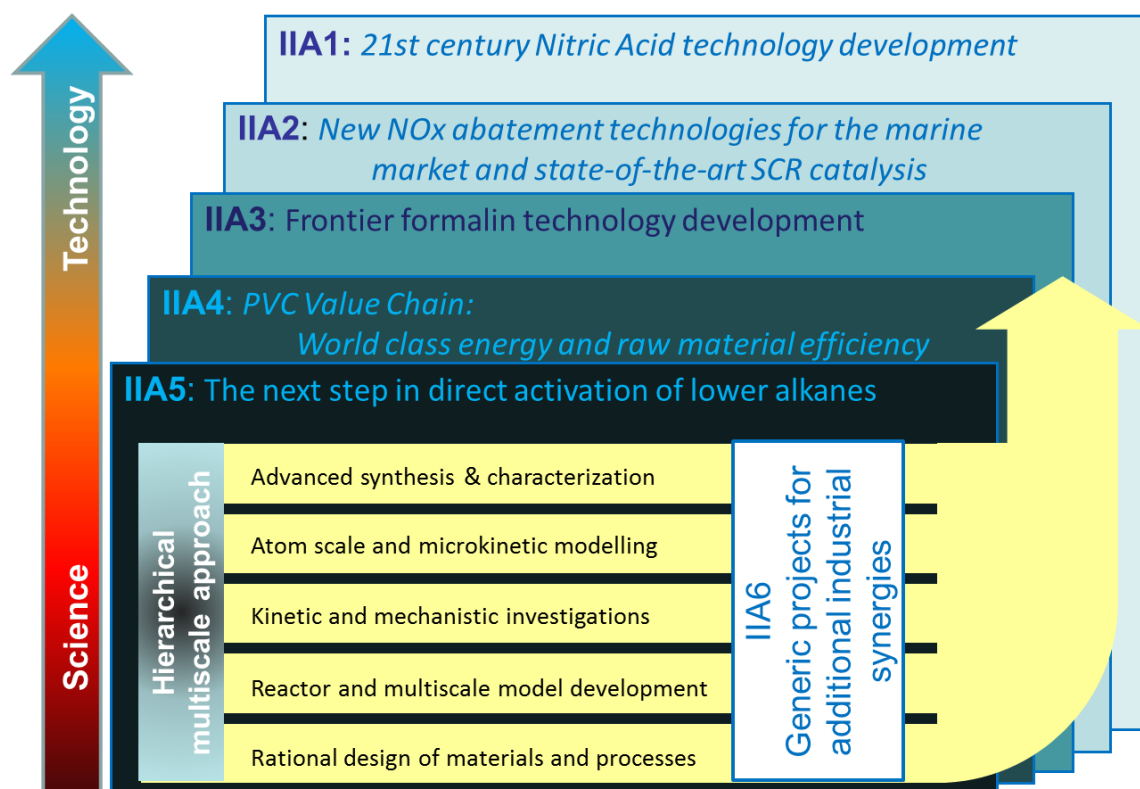 IIA1: 21st century Nitric Acid technology development
IIA2: New NOx abatement technologies for the marine
market and state-of-the-art SCR catalysis
IIA3: Frontier formalin technology development
IIA4: PVC Value Chain:
World class energy and raw material efficiency
IIA5: The next step in direct activation of lower alkanes
Technology
Science
Hierarchical
multiscale approach
Advanced synthesis & characterization
Atom scale and microkinetic modelling
Kinetic and mechanistic investigations
Reactor and multiscale model development
Rational design of materials and processes
IIA6
Generic projects for
additional industrial
synergies